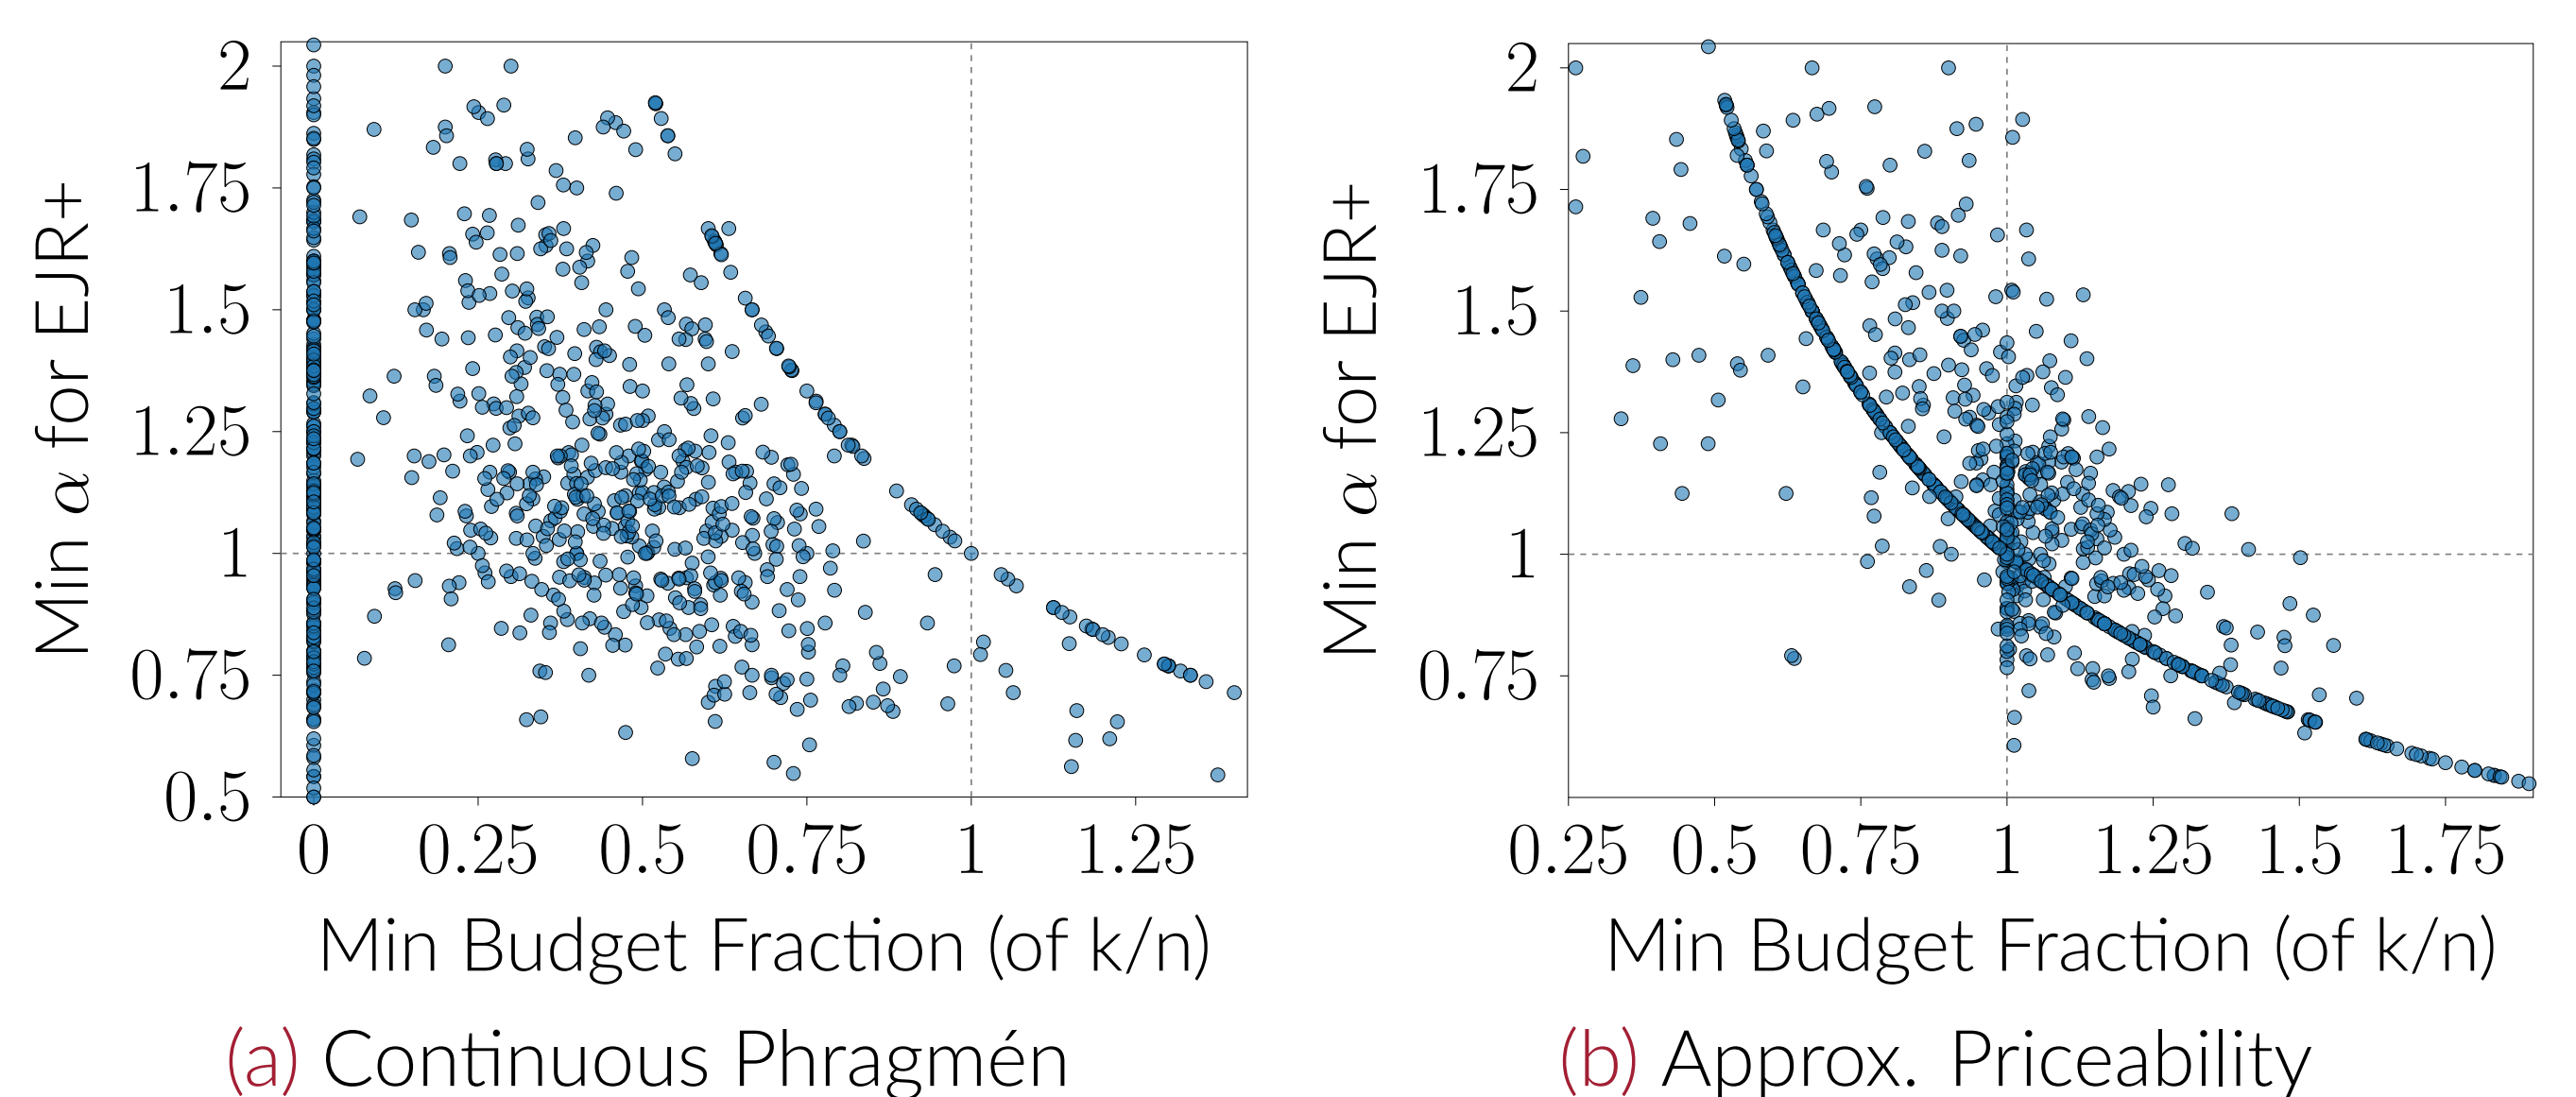 Min α for EJR+
2
1.75
1.5
1.25
1
0.75
0.5
0 0.25 0.5 0.75 1 1.25
Min Budget Fraction (of k/n)
(a) Continuous Phragmén
Min α for EJR+
2
1.75
1.5
1.25
1
0.75
0.25 0.5 0.75 1 1.25 1.5 1.75
Min Budget Fraction (of k/n)
(b) Approx. Priceability